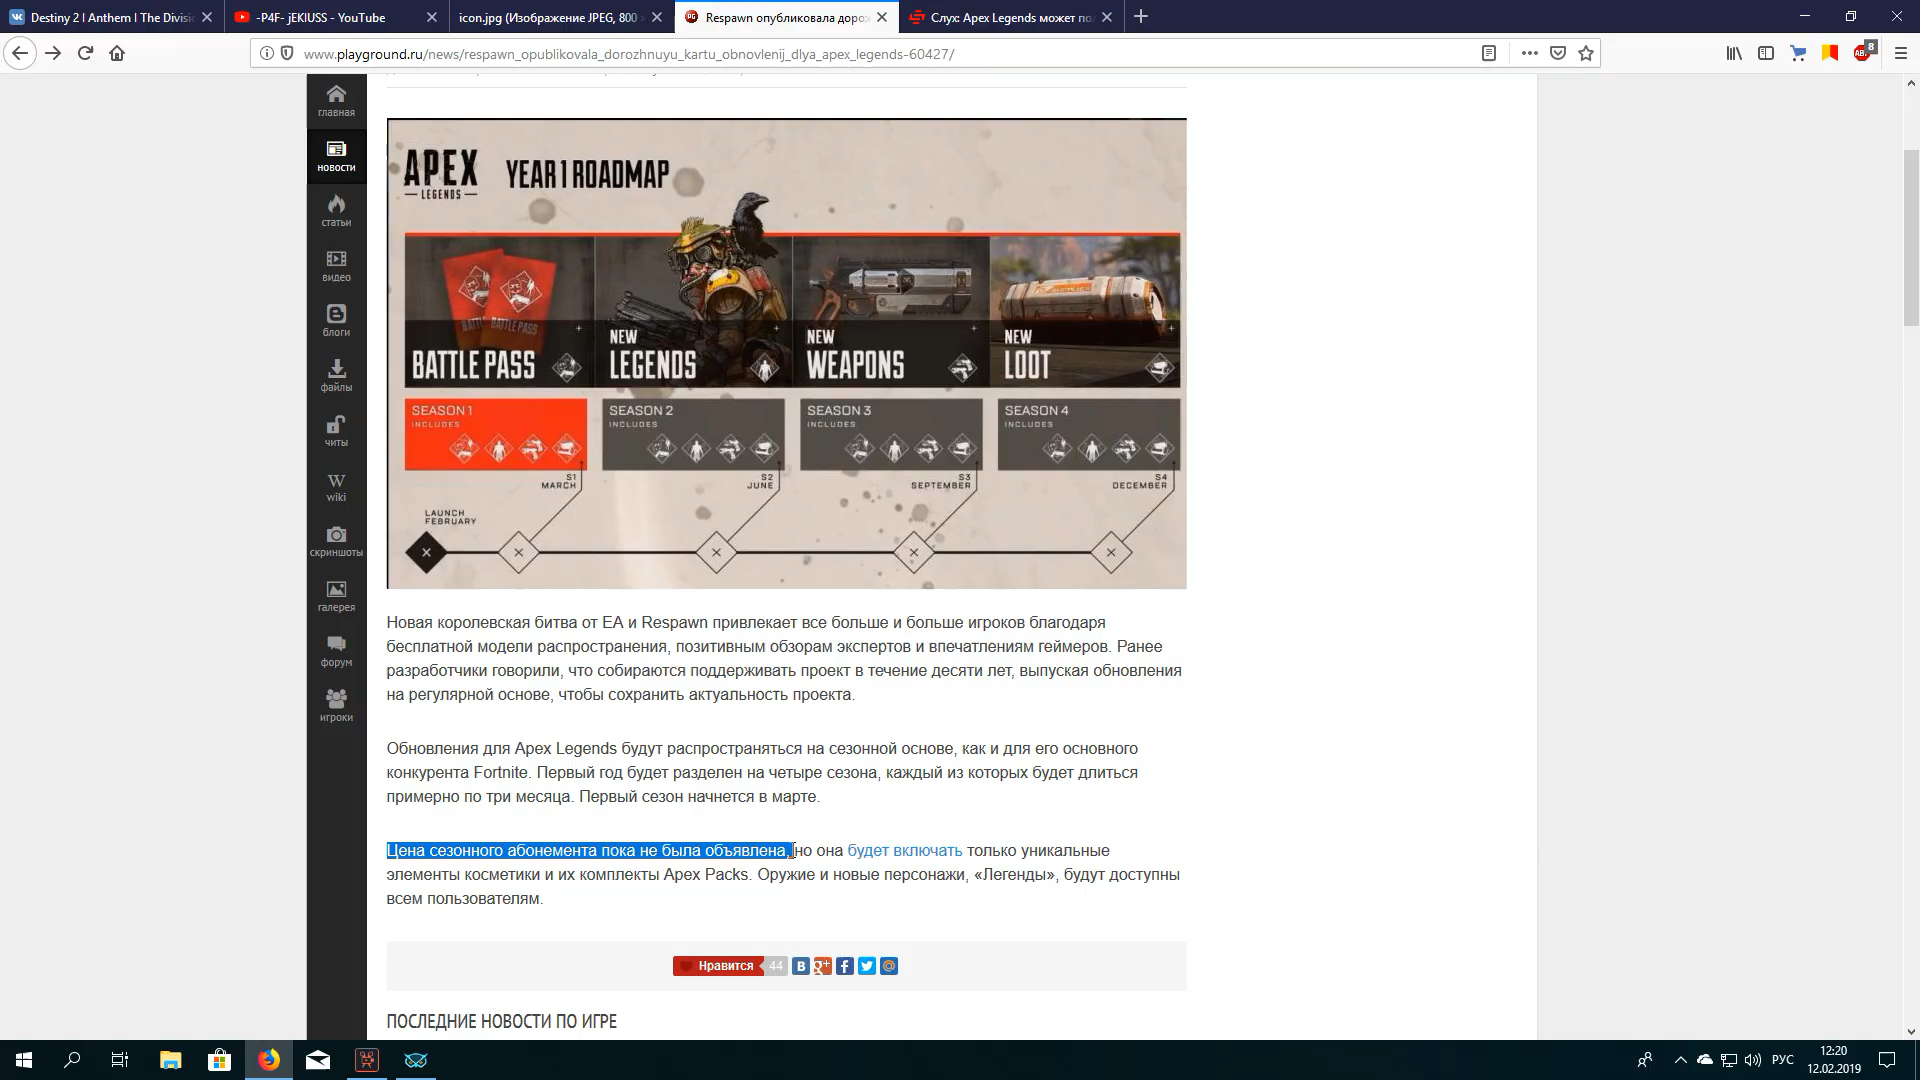 Destiny 2 | Anthem | The Divisi
-P4F- jEKIUSS - YouTube
icon.jpg (Изображение JPEG, 800
Respawn опубликовала дорож
Слух: Apex Legends может по
www.playground.ru/news/respawn_opublikovala_dorozhnuyu_kartu_obnovlenij_dlya_apex_legends-60427/
8
главная
новости
статьи
видео
блоги
файлы
читы
W
wiki
скриншоты
галерея
форум
игроки
APEX
LEGENDS
YEAR 1 ROADMAP
BATTLE PASS
BATTLE PASS
NEW
LEGENDS
NEW
WEAPONS
NEW
LOOT
SEASON 1
INCLUDES
SEASON 2
INCLUDES
SEASON 3
INCLUDES
SEASON 4
INCLUDES
S1
MARCH
S2
JUNE
S3
SEPTEMBER
S4
DECEMBER
LAUNCH
FEBRUARY
Новая королевская битва от EA и Respawn привлекает все больше и больше игроков благодаря
бесплатной модели распространения, позитивным обзорам экспертов и впечатлениям геймеров. Ранее
разработчики говорили, что собираются поддерживать проект в течение десяти лет, выпуская обновления
на регулярной основе, чтобы сохранить актуальность проекта.
Обновления для Apex Legends будут распространяться на сезонной основе, как и для его основного
конкурента Fortnite. Первый год будет разделен на четыре сезона, каждый из которых будет длиться
примерно по три месяца. Первый сезон начнется в марте.
Цена сезонного абонемента пока не была объявлена, но она будет включать только уникальные
элементы косметики и их комплекты Apex Packs. Оружие и новые персонажи, «Легенды», будут доступны
всем пользователям.
Нравится 44
ПОСЛЕДНИЕ НОВОСТИ ПО ИГРЕ
РУС
12:20
12.02.2019